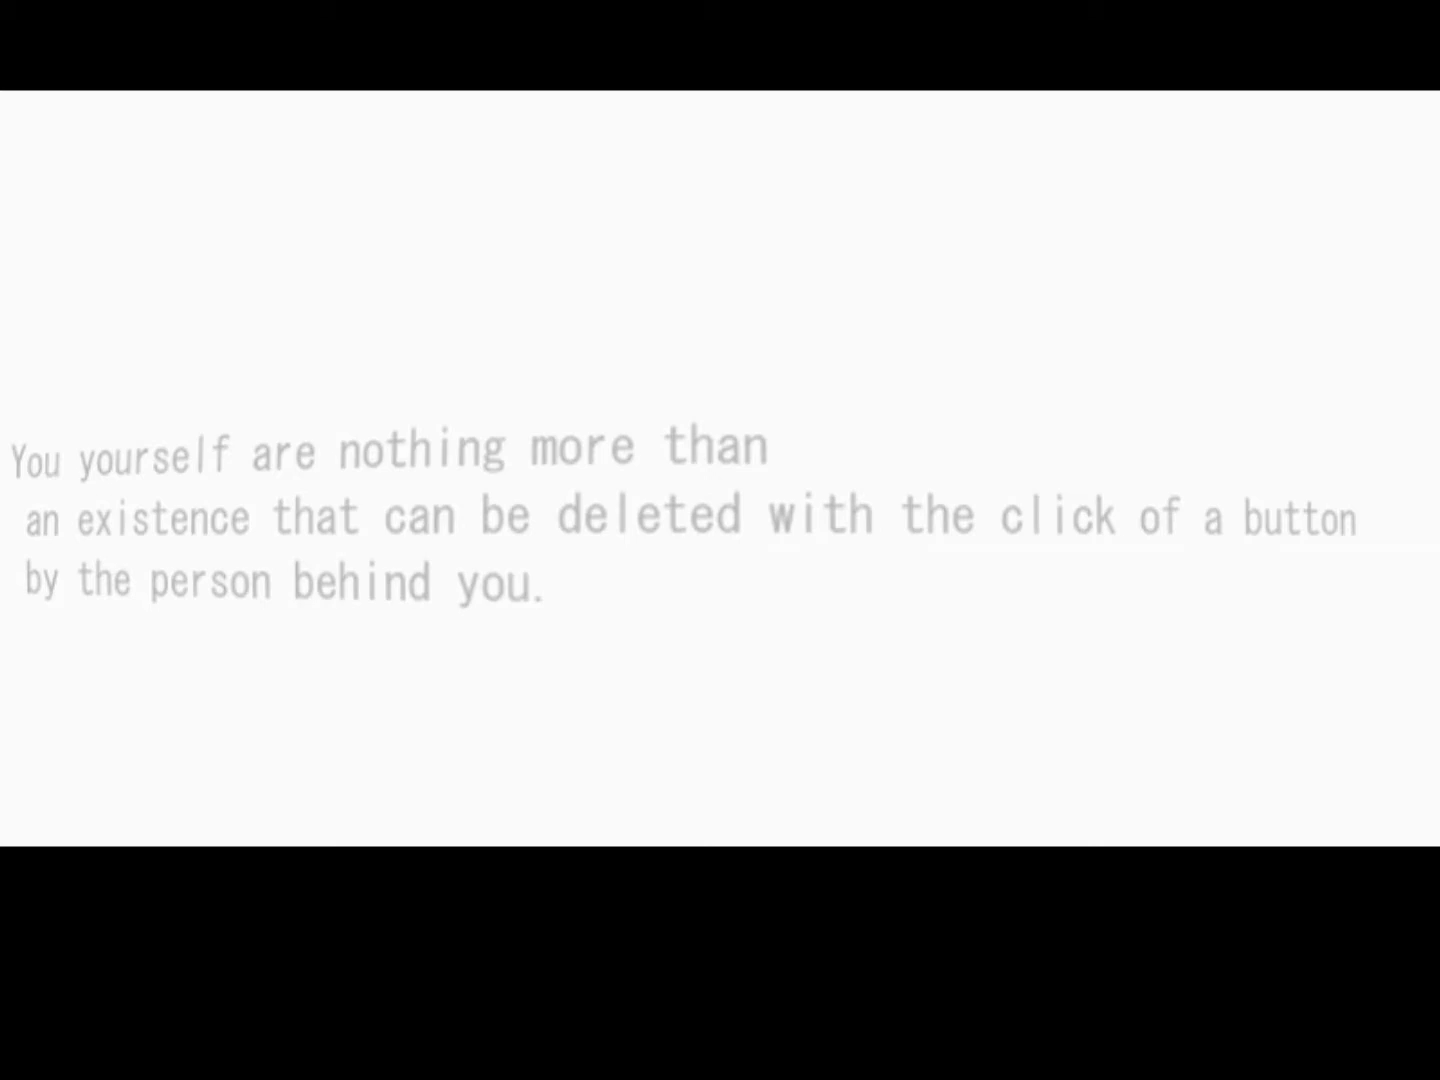 You yourself are nothing more than
an existence that can be deleted with the click of a button
by the person behind you.